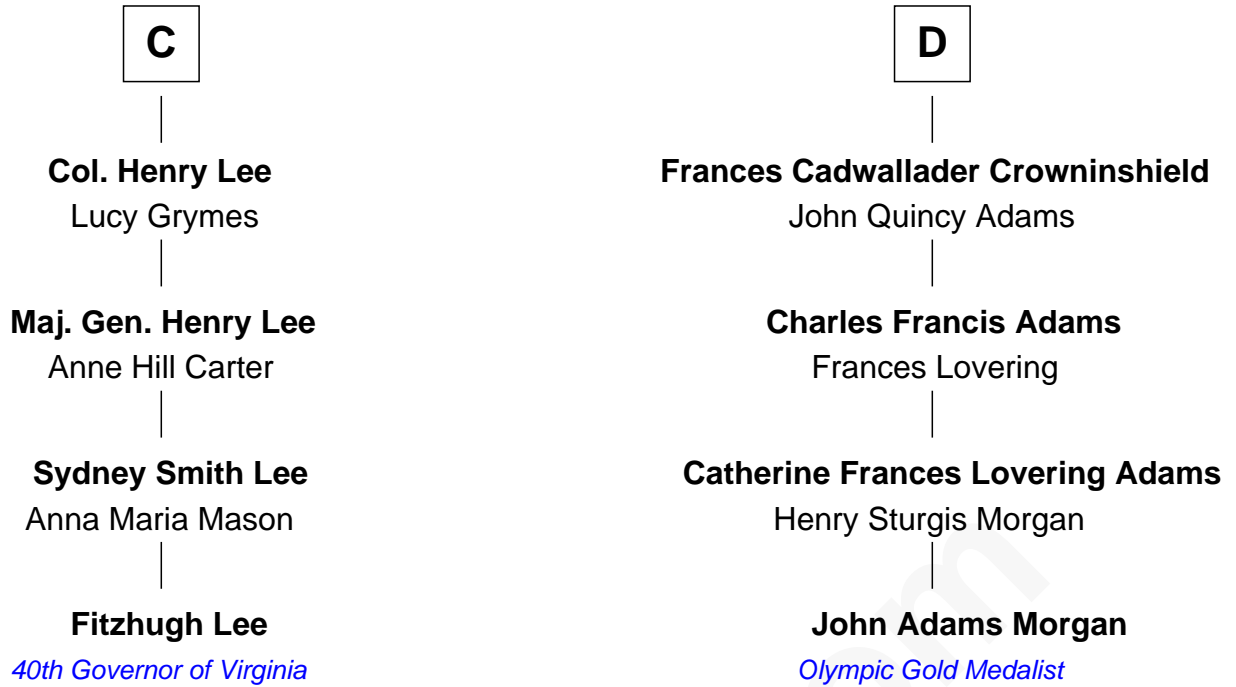 C
Col. Henry Lee
Lucy Grymes
Maj. Gen. Henry Lee
Anne Hill Carter
Sydney Smith Lee
Anna Maria Mason
Fitzhugh Lee
40th Governor of Virginia
D
Frances Cadwallader Crowninshield
John Quincy Adams
Charles Francis Adams
Frances Lovering
Catherine Frances Lovering Adams
Henry Sturgis Morgan
John Adams Morgan
Olympic Gold Medalist